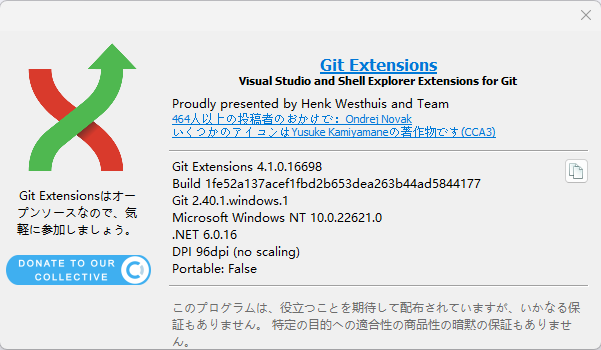 Git Extensions
Visual Studio and Shell Explorer Extensions for Git
Proudly presented by Henk Westhuis and Team
464人以上の投稿者のおかげで： Ondrej Novak
いくつかのアイコンはYusuke Kamiyamaneの著作物です(CCA3)
Git Extensionsはオー
プンソースなので、気
軽に参加しましょう。
DONATE TO OUR
COLLECTIVE
Git Extensions 4.1.0.16698
Build 1fe52a137acef1fbd2b653dea263b44ad5844177
Git 2.40.1.windows.1
Microsoft Windows NT 10.0.22621.0
.NET 6.0.16
DPI 96dpi (no scaling)
Portable: False
このプログラムは、役立つことを期待して配布されていますが、いかなる保
証もありません。 特定の目的への適合性の商品性の暗黙の保証もありませ
ん。